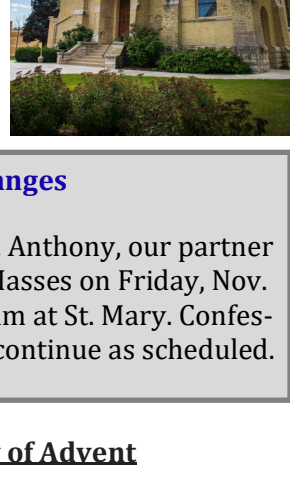 anges
Anthony, our partner
Masses on Friday, Nov.
am at St. Mary. Confes-
continue as scheduled.
of Advent